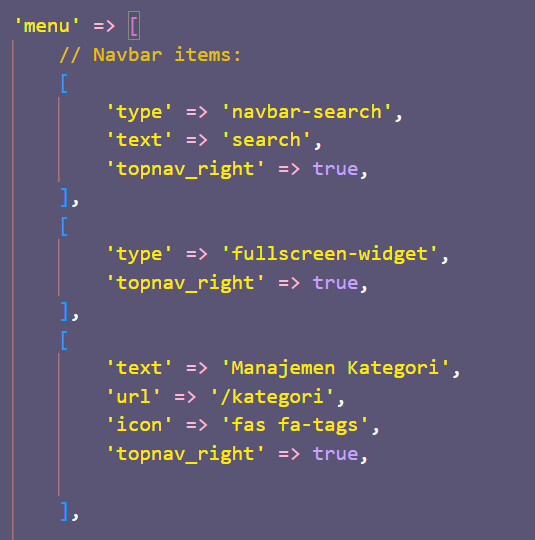 'menu' => [
// Navbar items:
[
'type' => 'navbar-search',
'text' => 'search',
'topnav_right' => true,
],
[
'type' => 'fullscreen-widget',
'topnav_right' => true,
],
[
'text' => 'Manajemen Kategori',
'url' => '/kategori',
'icon' => 'fas fa-tags',
'topnav_right' => true,
],